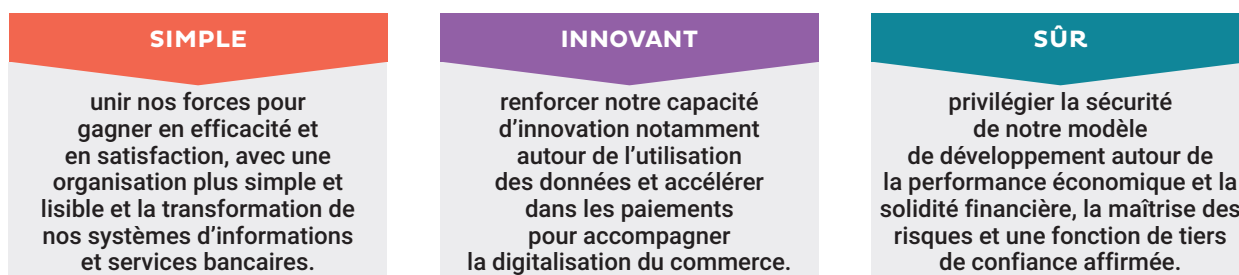 SIMPLE
unir nos forces pour
gagner en efficacité et
en satisfaction, avec une
organisation plus simple et
lisible et la transformation de
nos systèmes d’informations
et services bancaires.
INNOVANT
renforcer notre capacité
d’innovation notamment
autour de l’utilisation
des données et accélérer
dans les paiements
pour accompagner
la digitalisation du commerce.
SÛR
privilégier la sécurité
de notre modèle
de développement autour de
la performance économique et la
solidité financière, la maîtrise des
risques et une fonction de tiers
de confiance affirmée.